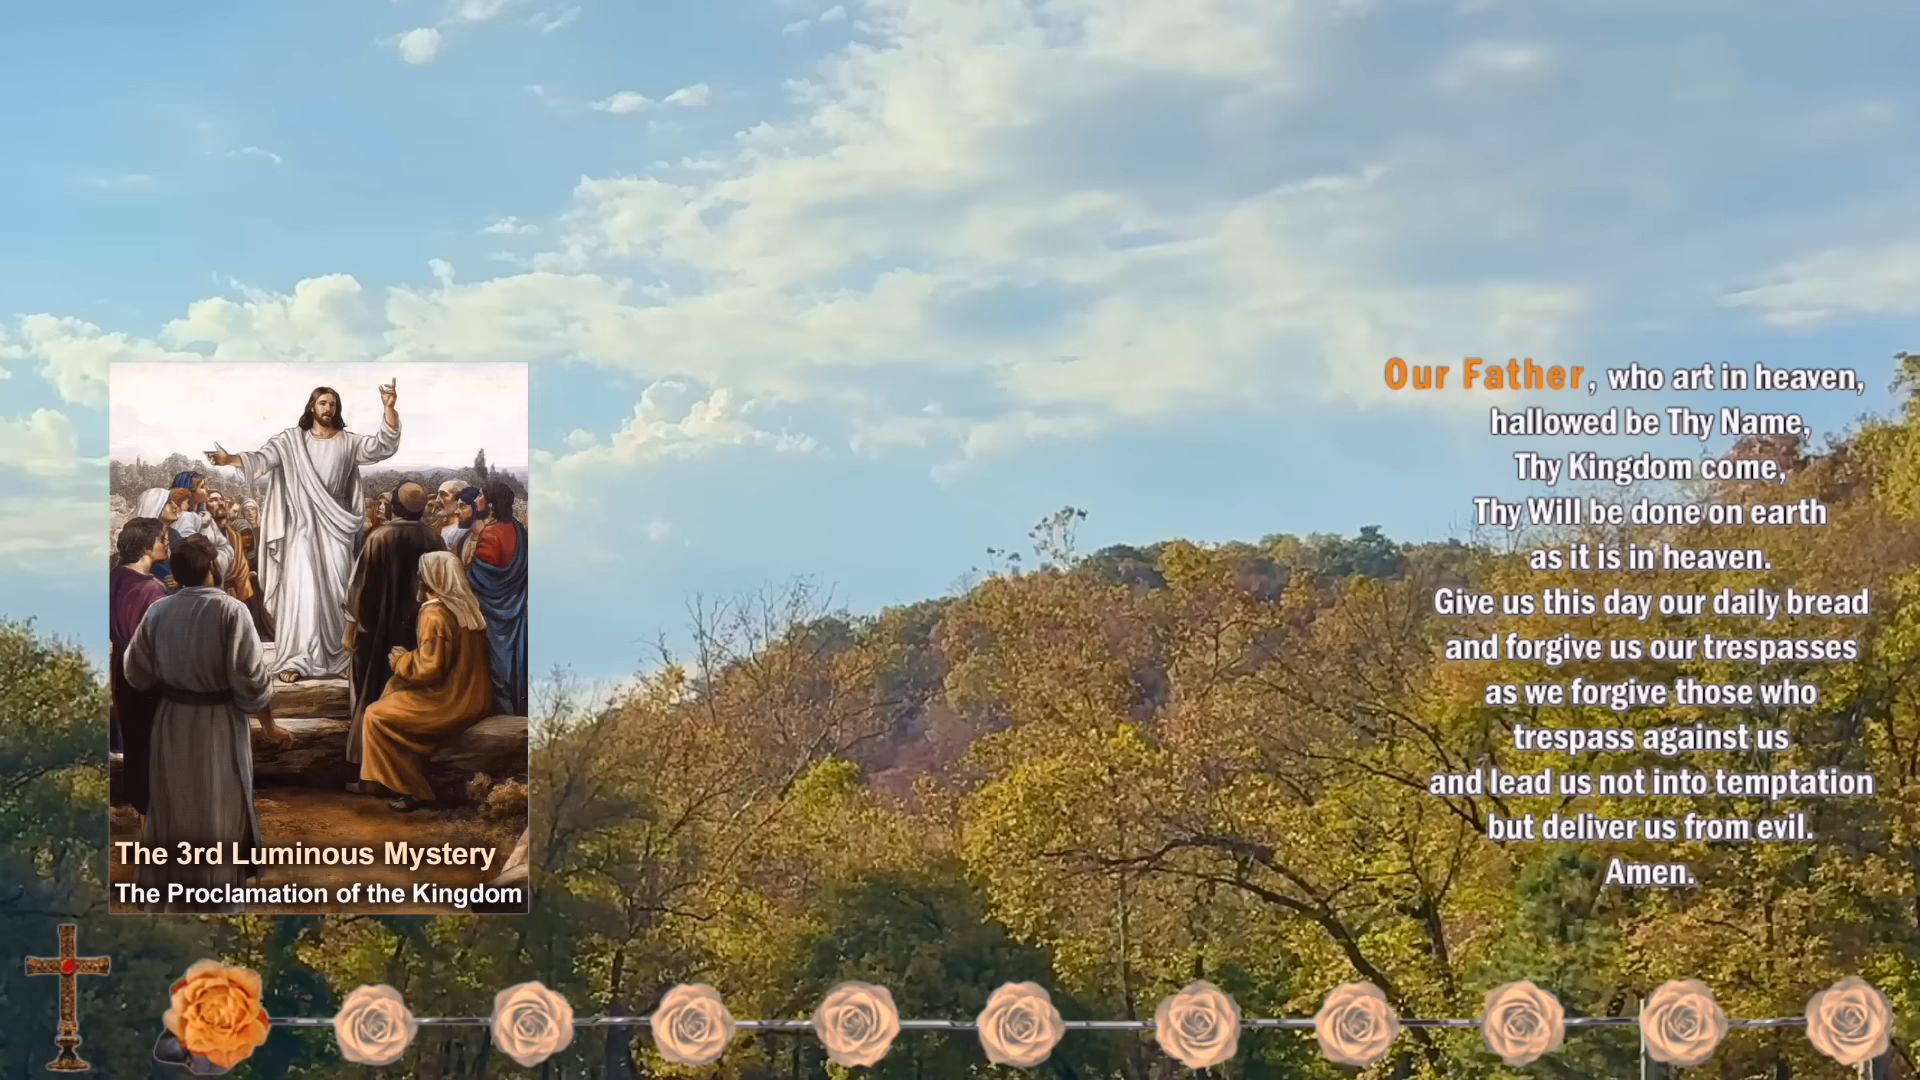 Our Father, who art in heaven,
hallowed be Thy Name,
Thy Kingdom come,
Thy Will be done on earth
as it is in heaven.
Give us this day our daily bread
and forgive us our trespasses
as we forgive those who
trespass against us
and lead us not into temptation
but deliver us from evil.
Amen.
The 3rd Luminous Mystery
The Proclamation of the Kingdom